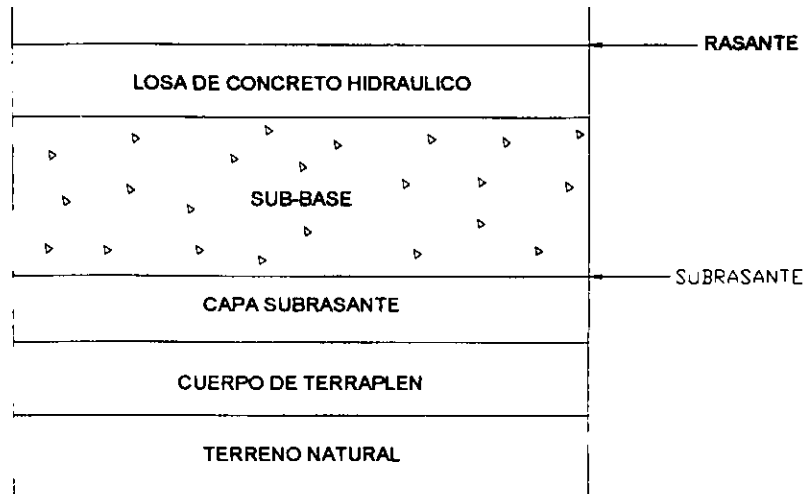 RASANTE
LOSA DE CONCRETO HIDRAULICO
SUB-BASE
SUBRASANTE
CAPA SUBRASANTE
CUERPO DE TERRAPLEN
TERRENO NATURAL